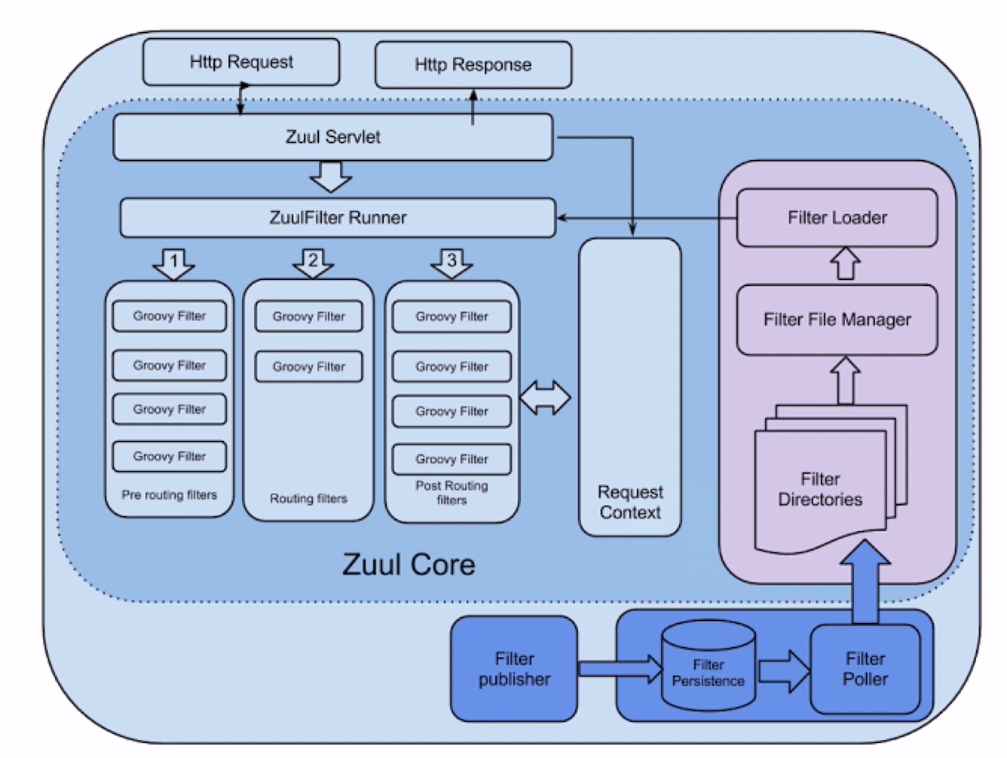 Http Request
Http Response
Zuul Servlet
ZuulFilter Runner
Filter Loader
1
2
3
Groovy Filter
Groovy Filter
Groovy Filter
Groovy Filter
Pre routing filters
Groovy Filter
Groovy Filter
Routing filters
Groovy Filter
Groovy Filter
Groovy Filter
Groovy Filter
Post Routing
filters
Request
Context
Filter File Manager
Filter
Directories
Zuul Core
Filter
publisher
Filter
Persistence
Filter
Poller